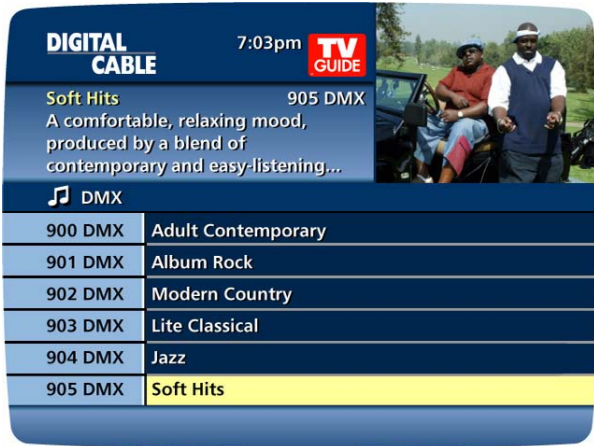 DIGITAL
CABLE
7:03pm
TV
GUIDE
Soft Hits 905 DMX
A comfortable, relaxing mood,
produced by a blend of
contemporary and easy-listening...
DMX
900 DMX Adult Contemporary
901 DMX Album Rock
902 DMX Modern Country
903 DMX Lite Classical
904 DMX Jazz
905 DMX Soft Hits